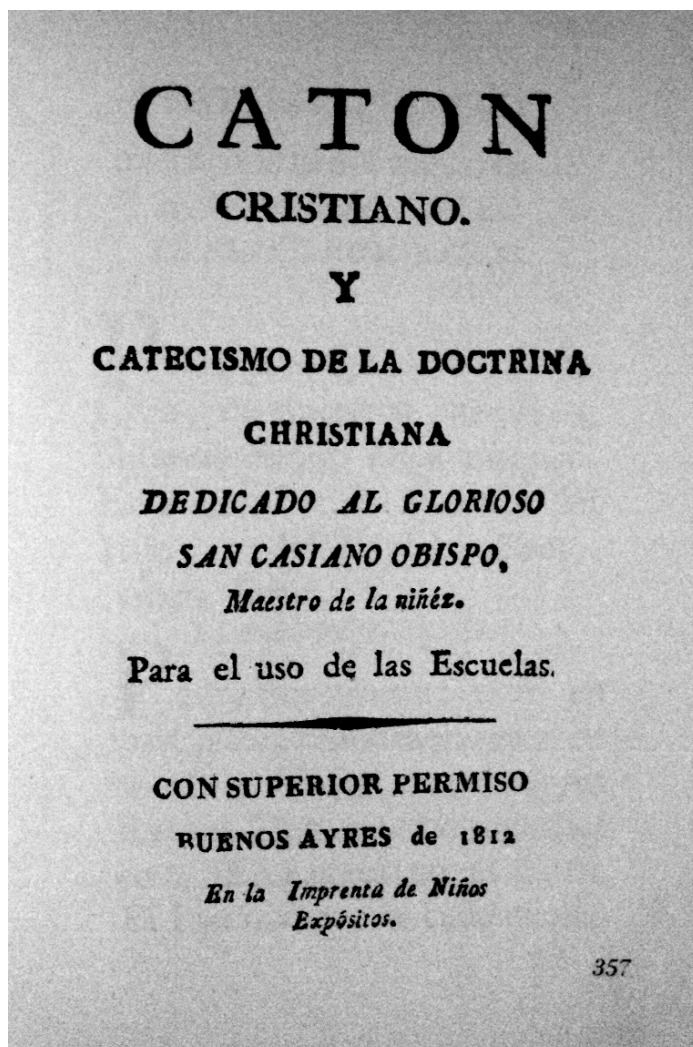 CATON
CRISTIANO.
Y
CATECISMO DE LA DOCTRINA
CHRISTIANA
DEDICADO AL GLORIOSO
SAN CASIANO OBISPO,
Maestro de la niñéz.
Para el uso de las Escuelas.
CON SUPERIOR PERMISO
BUENOS AYRES de 1812
En la Imprenta de Niños
Expósitos.
357